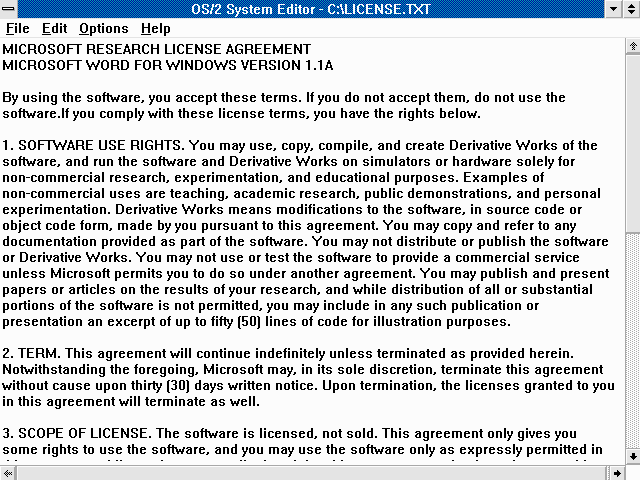 OS/2 System Editor - C:\LICENSE.TXT
File Edit Options Help
MICROSOFT RESEARCH LICENSE AGREEMENT
MICROSOFT WORD FOR WINDOWS VERSION 1.1A
By using the software, you accept these terms. If you do not accept them, do not use the
software.If you comply with these license terms, you have the rights below.
1. SOFTWARE USE RIGHTS. You may use, copy, compile, and create Derivative Works of the
software, and run the software and Derivative Works on simulators or hardware solely for
non-commercial research, experimentation, and educational purposes. Examples of
non-commercial uses are teaching, academic research, public demonstrations, and personal
experimentation. Derivative Works means modifications to the software, in source code or
object code form, made by you pursuant to this agreement. You may copy and refer to any
documentation provided as part of the software. You may not distribute or publish the software
or Derivative Works. You may not use or test the software to provide a commercial service
unless Microsoft permits you to do so under another agreement. You may publish and present
papers or articles on the results of your research, and while distribution of all or substantial
portions of the software is not permitted, you may include in any such publication or
presentation an excerpt of up to fifty (50) lines of code for illustration purposes.
2. TERM. This agreement will continue indefinitely unless terminated as provided herein.
Notwithstanding the foregoing, Microsoft may, in its sole discretion, terminate this agreement
without cause upon thirty (30) days written notice. Upon termination, the licenses granted to you
in this agreement will terminate as well.
3. SCOPE OF LICENSE. The software is licensed, not sold. This agreement only gives you
some rights to use the software, and you may use the software only as expressly permitted in